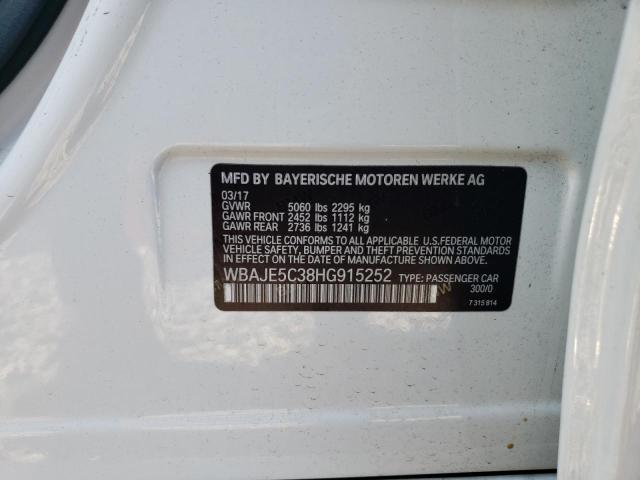 MFD BY BAYERISCHE MOTOREN WERKE AG
03/17
GVWR 5060 lbs 2295 kg
GAWR FRONT 2452 lbs 1112 kg
GAWR REAR 2736 lbs 1241 kg
THIS VEHICLE CONFORMS TO ALL APPLICABLE U.S.FEDERAL MOTOR
VEHICLE SAFETY, BUMPER, AND THEFT PREVENTION STANDARDS
IN EFFECT ON THE DATE OF MANUFACTURE SHOWN ABOVE.
WBAJE5C38HG915252 TYPE: PASSENGER CAR
300/0
7 315 814